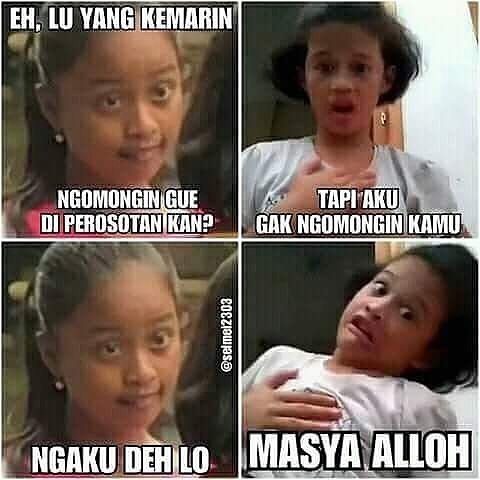 EH, LU YANG KEMARIN
NGOMONGIN GUE
DI PEROSOTAN KAN?
TAPI AKU
GAK NGOMONGIN KAMU
NGAKU DEH LO
@selmei2303
MASYA ALLOH